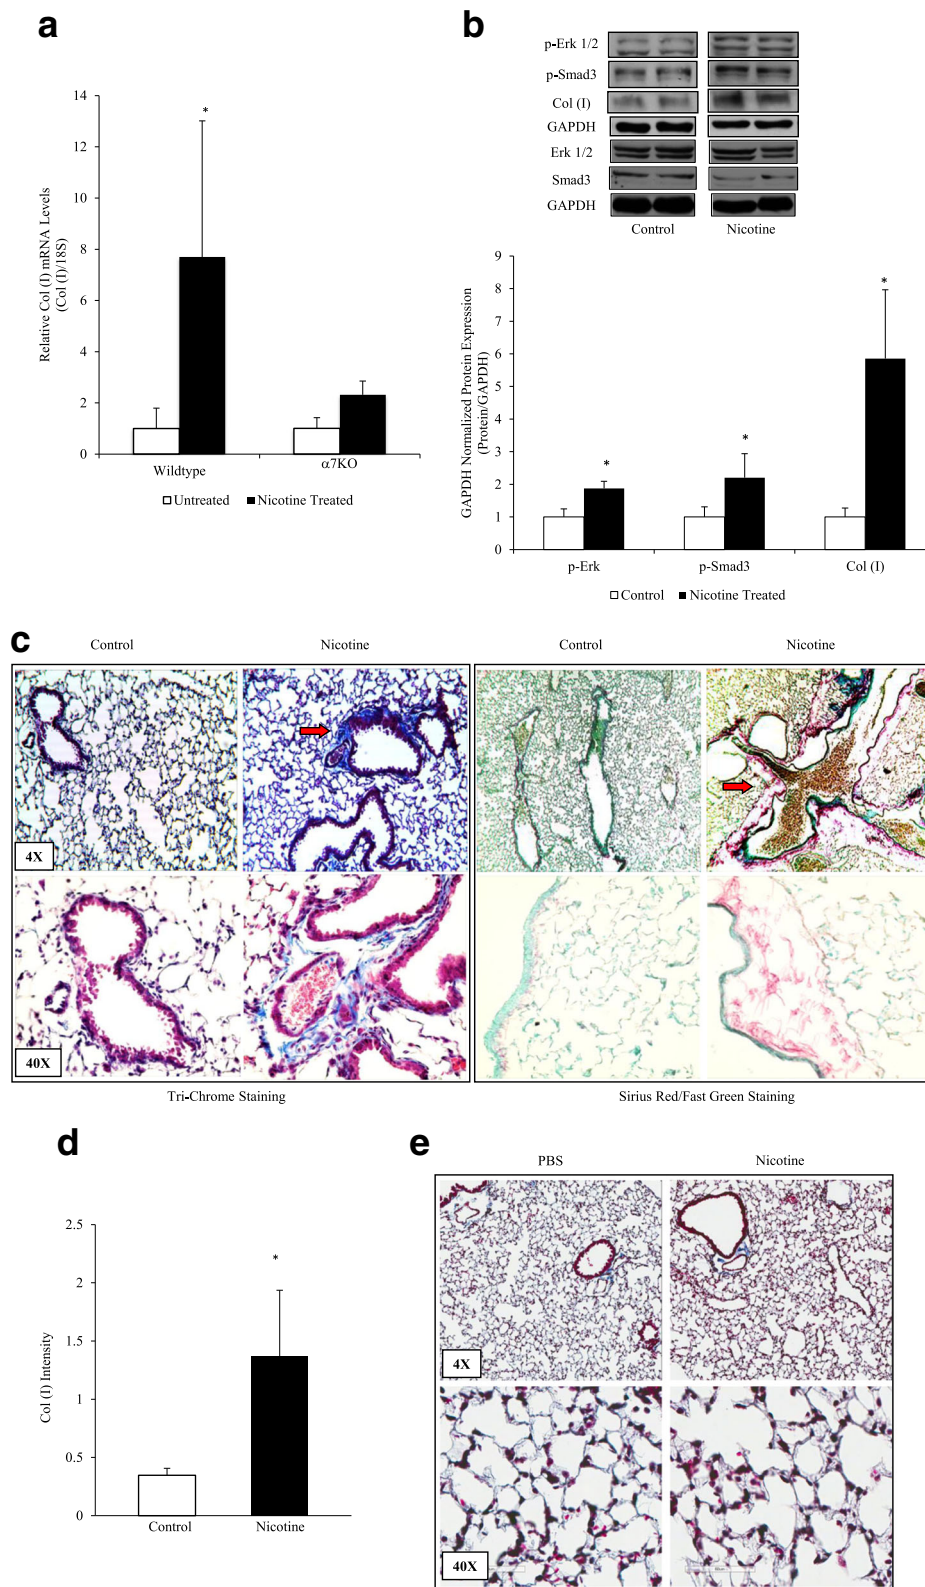 a
Relative Col (I) mRNA Levels
(Col (I)/18S)
14
12
10
8
6
4
2
0
*
Wildtype
α7KO
Untreated
Nicotine Treated
b
p-Erk 1/2
p-Smad3
Col (I)
GAPDH
Erk 1/2
Smad3
GAPDH
Control
Nicotine
GAPDH Normalized Protein Expression
(Protein/GAPDH)
9
8
7
6
5
4
3
2
1
0
*
*
*
p-Erk
p-Smad3
Col (I)
Control
Nicotine Treated
c
Control
Nicotine
Control
Nicotine
4X
40X
Tri-Chrome Staining
Sirius Red/Fast Green Staining
d
Col (I) Intensity
2.5
2
1.5
1
0.5
0
*
Control
Nicotine
e
PBS
Nicotine
4X
40X